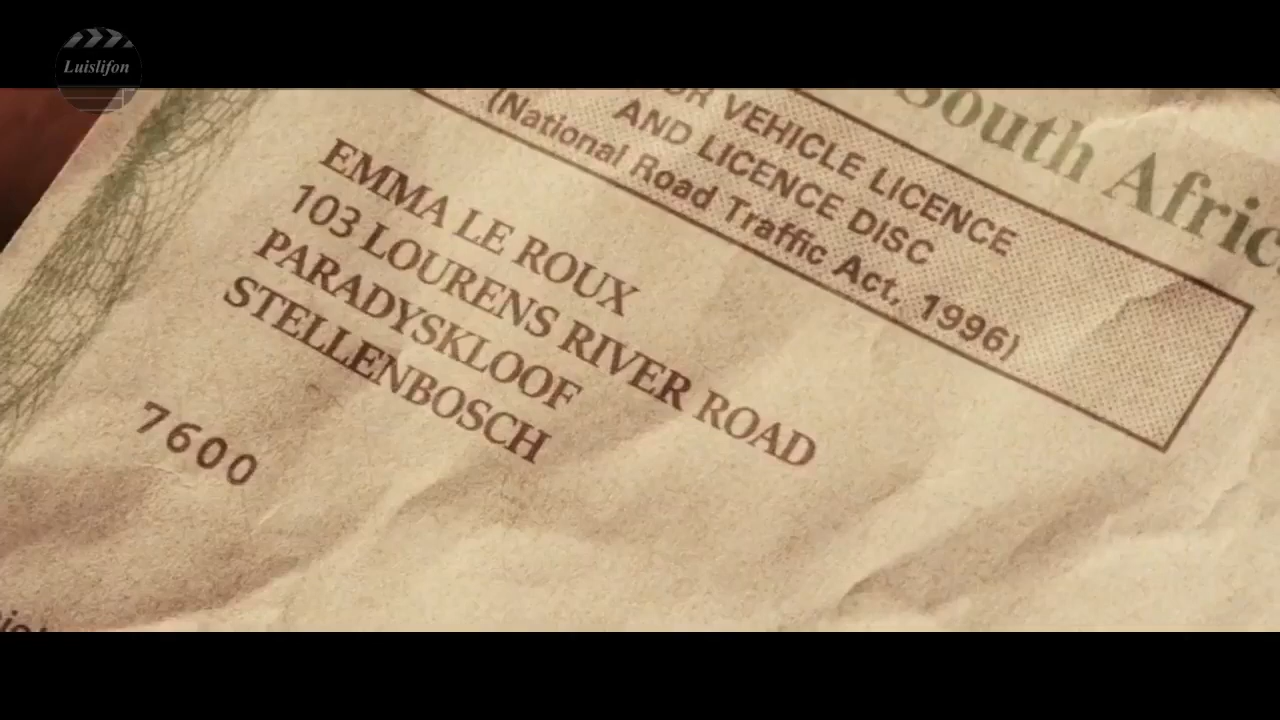 Luislifon
South Afric
OR VEHICLE LICENCE
AND LICENCE DISC
(National Road Traffic Act, 1996)
EMMA LE ROUX
103 LOURENS RIVER ROAD
PARADYSKLOOF
STELLENBOSCH
7600